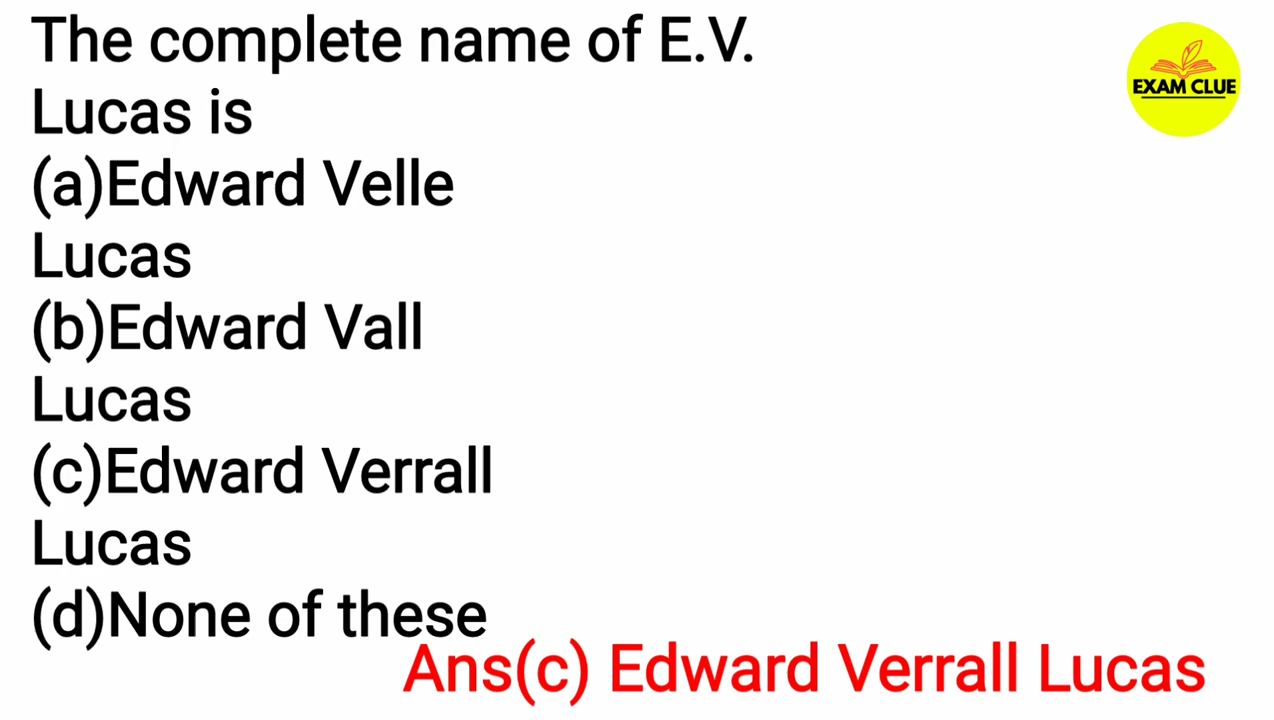 The complete name of E.V.
Lucas is
(a)Edward Velle
Lucas
(b)Edward Vall
Lucas
(c)Edward Verrall
Lucas
(d)None of these
Ans(c) Edward Verrall Lucas
EXAM CLUE